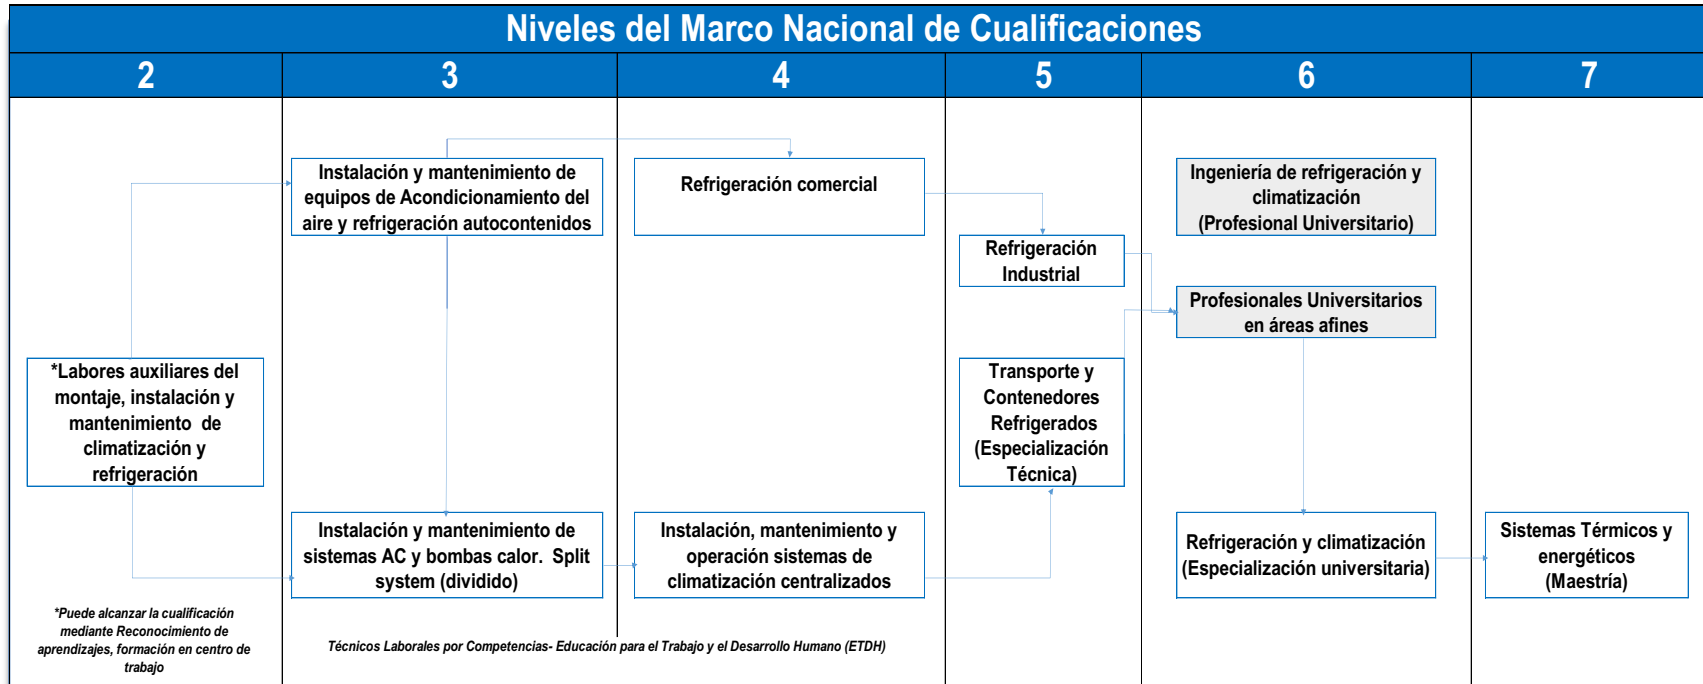 Niveles del Marco Nacional de Cualificaciones
2
3
4
5
6
7
Instalación y mantenimiento de
equipos de Acondicionamiento del
aire y refrigeración autocontenidos
Refrigeración comercial
Ingeniería de refrigeración y
climatización
(Profesional Universitario)
Refrigeración
Industrial
Profesionales Universitarios
en áreas afines
*Labores auxiliares del
montaje, instalación y
mantenimiento de
climatización y
refrigeración
Transporte y
Contenedores
Refrigerados
(Especialización
Técnica)
Instalación y mantenimiento de
sistemas AC y bombas calor. Split
system (dividido)
Instalación, mantenimiento y
operación sistemas de
climatización centralizados
Refrigeración y climatización
(Especialización universitaria)
Sistemas Térmicos y
energéticos
(Maestría)
*Puede alcanzar la cualificación
mediante Reconocimiento de
aprendizajes, formación en centro de
trabajo
Técnicos Laborales por Competencias- Educación para el Trabajo y el Desarrollo Humano (ETDH)